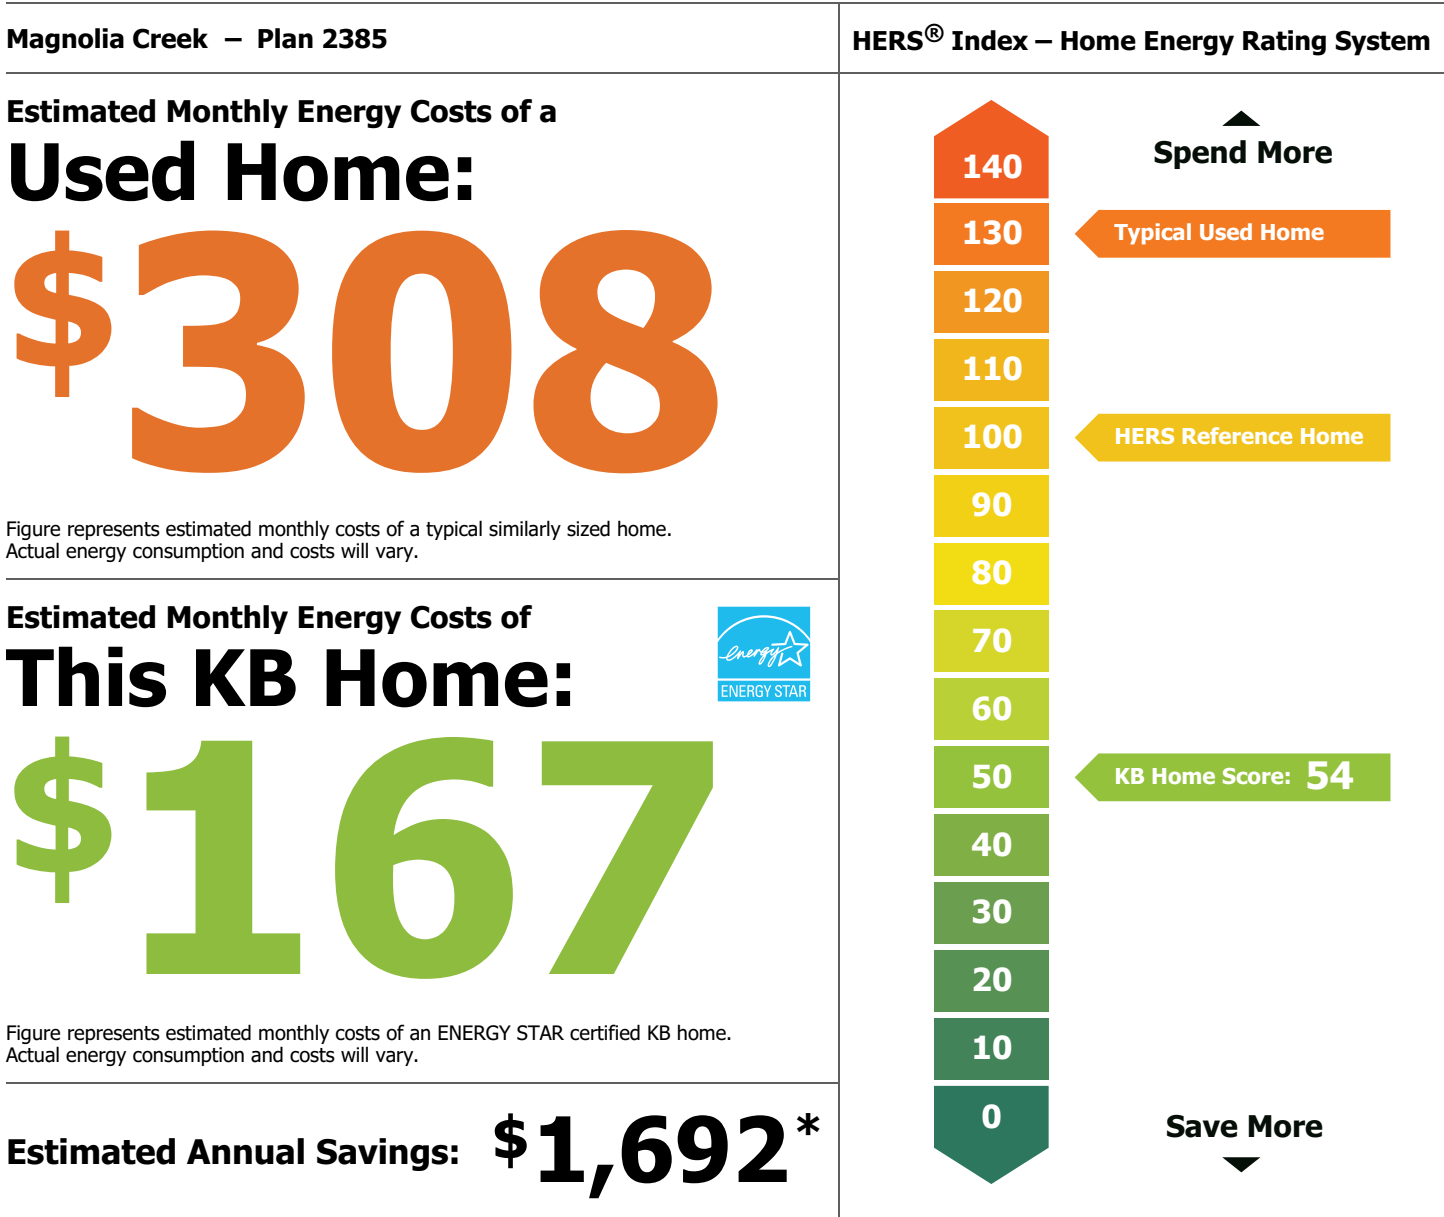 Magnolia Creek – Plan 2385
Estimated Monthly Energy Costs of a
Used Home:
$308
Figure represents estimated monthly costs of a typical similarly sized home.
Actual energy consumption and costs will vary.
Estimated Monthly Energy Costs of
This KB Home:
energy
ENERGY STAR
$167
Figure represents estimated monthly costs of an ENERGY STAR certified KB home.
Actual energy consumption and costs will vary.
Estimated Annual Savings: $1,692*
HERS® Index – Home Energy Rating System
Spend More
140
130 Typical Used Home
120
110
100 HERS Reference Home
90
80
70
60
50 KB Home Score: 54
40
30
20
10
0
Save More